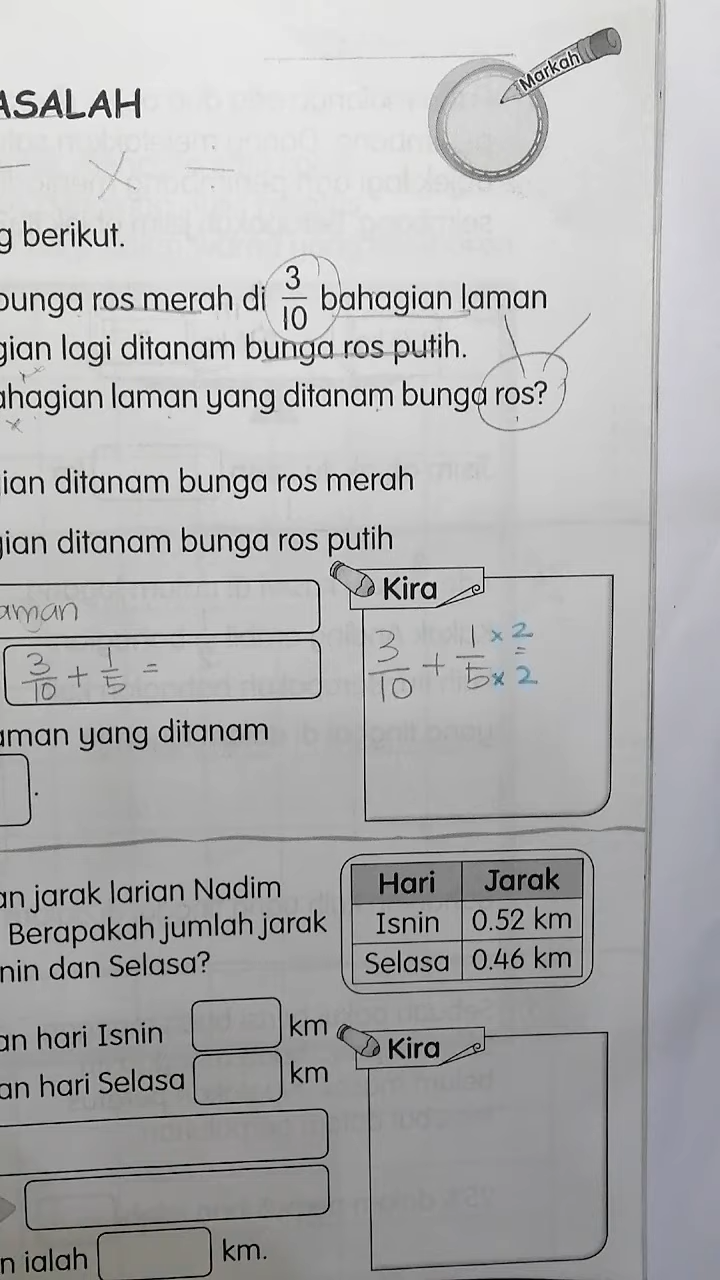 Markah
ASALAH
g berikut.
bunga ros merah di 3/10 bahagian laman
gian lagi ditanam bunga ros putih.
ahagian laman yang ditanam bunga ros?
gian ditanam bunga ros merah
gian ditanam bunga ros putih
Kira
aman
3/10 + 1/5 =
3/10 + 1/5 × 2 = × 2
aman yang ditanam
.
an jarak larian Nadim
Berapakah jumlah jarak
nin dan Selasa?
Hari Jarak
Isnin 0.52 km
Selasa 0.46 km
an hari Isnin km
an hari Selasa km
Kira
n ialah km.